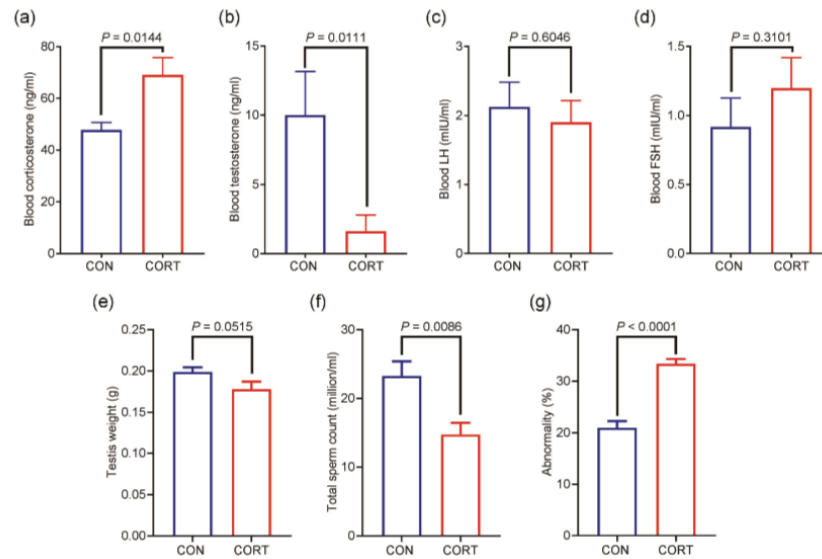 (a)
P = 0.0144
Blood corticosterone (ng/ml)
80
60
40
20
0
CON CORT
(b)
P = 0.0111
Blood testosterone (ng/ml)
15
10
5
0
CON CORT
(c)
P = 0.6046
Blood LH (mIU/ml)
3
2
1
0
CON CORT
(d)
P = 0.3101
Blood FSH (mIU/ml)
1.5
1.0
0.5
0.0
CON CORT
(e)
P = 0.0515
Testis weight (g)
0.25
0.20
0.15
0.10
0.05
0.00
CON CORT
(f)
P = 0.0086
Total sperm count (million/ml)
30
20
10
0
CON CORT
(g)
P < 0.0001
Abnormality (%)
40
30
20
10
0
CON CORT